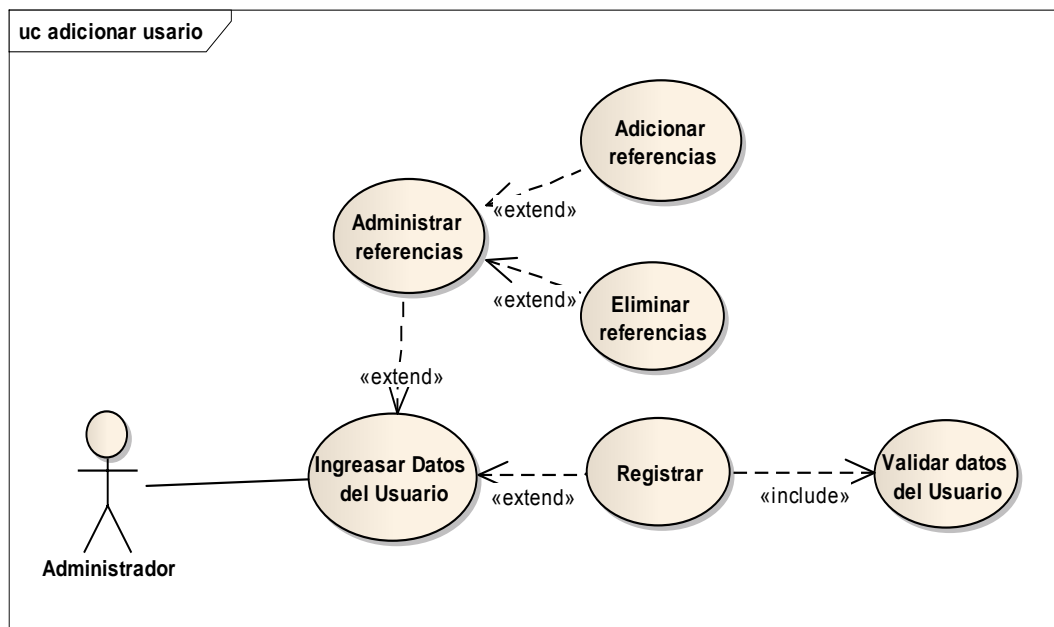 uc adicionar usario
Adicionar
referencias
Administrar
referencias
«extend»
«extend»
Eliminar
referencias
«extend»
Ingreasar Datos
del Usuario
Registrar
Validar datos
del Usuario
«extend»
«include»
Administrador